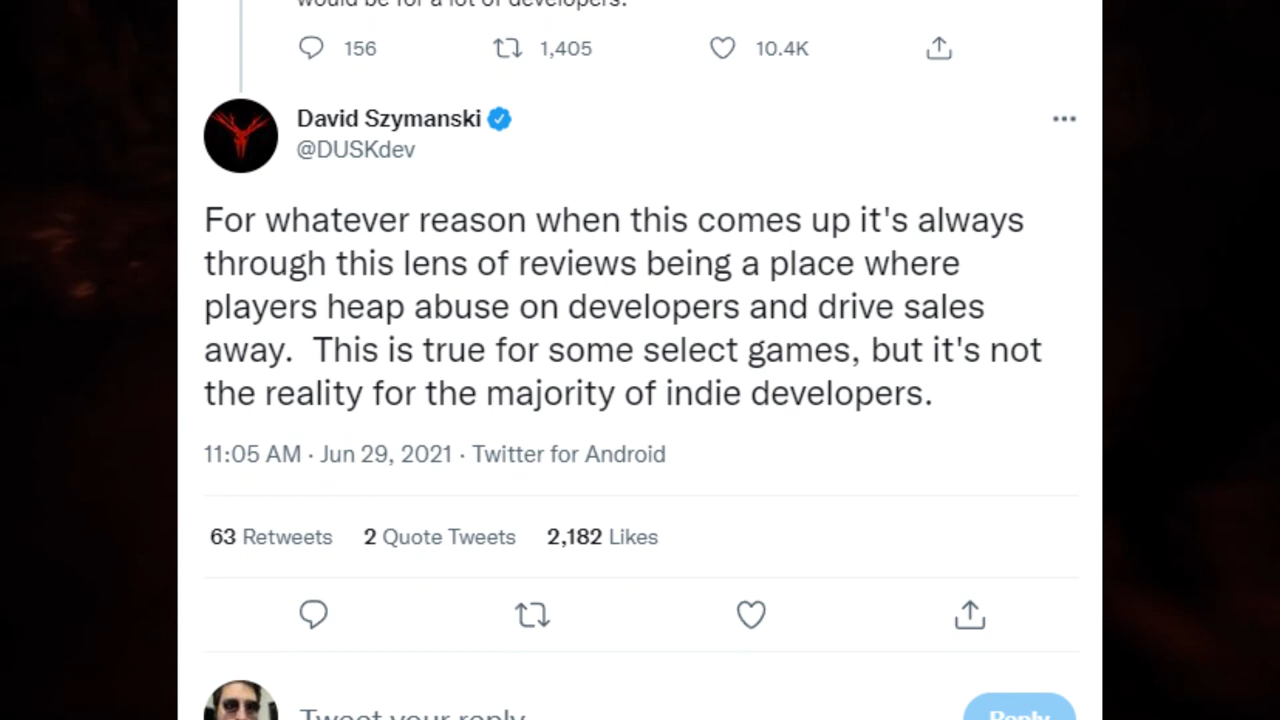 would be for a lot of developers.
156 1,405 10.4K
David Szymanski
@DUSKdev
For whatever reason when this comes up it's always
through this lens of reviews being a place where
players heap abuse on developers and drive sales
away.  This is true for some select games, but it's not
the reality for the majority of indie developers.
11:05 AM · Jun 29, 2021 · Twitter for Android
63 Retweets 2 Quote Tweets 2,182 Likes
Tweet your reply
Reply